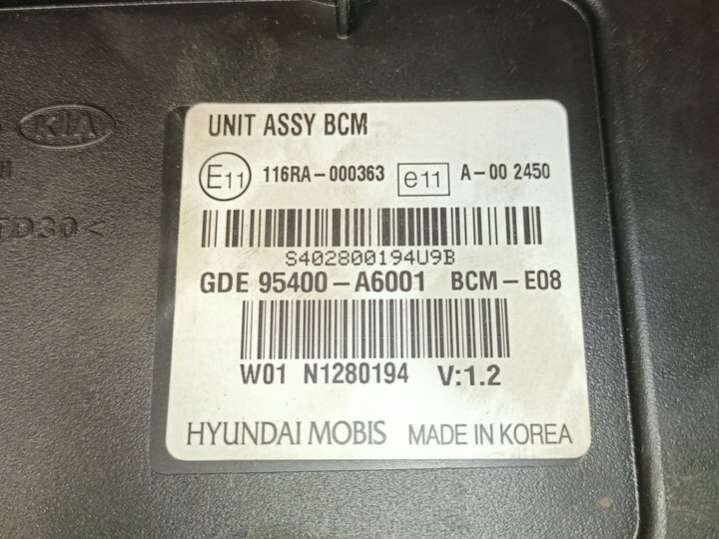 UNIT ASSY BCM
E11 116RA-000363 e11 A-00 2450
S402800194U9B
GDE 95400-A6001 BCM-E08
W01 N1280194 V:1.2
HYUNDAI MOBIS MADE IN KOREA
KIA
TD30<